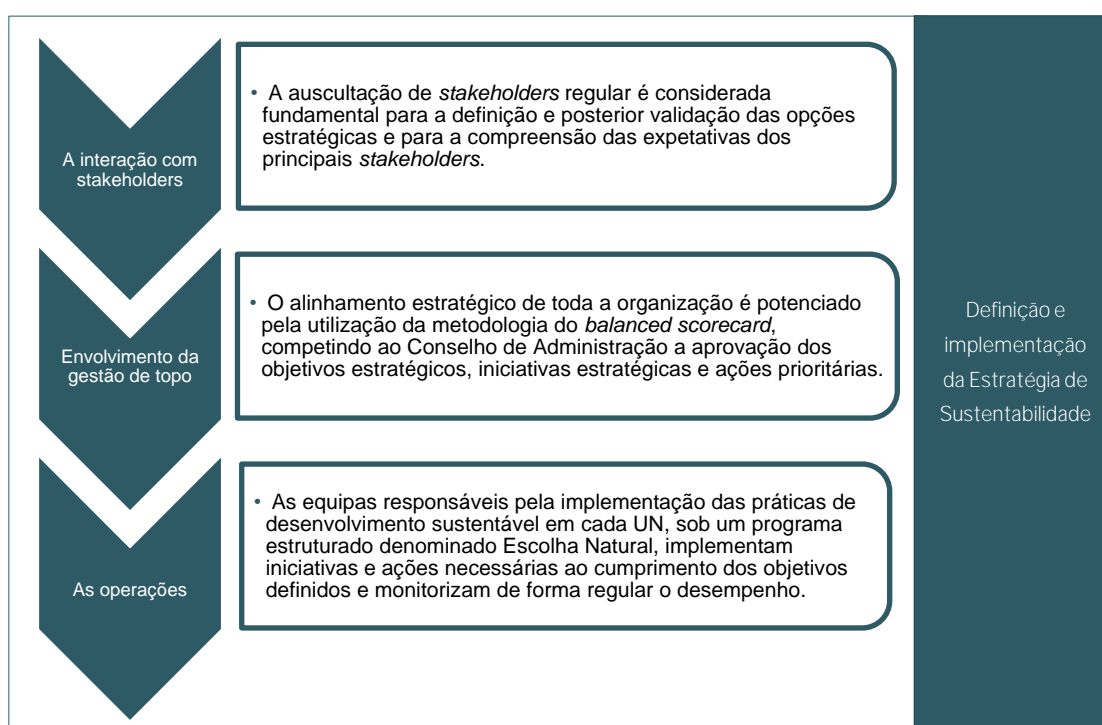 A interação com
stakeholders
• A auscultação de stakeholders regular é considerada
fundamental para a definição e posterior validação das opções
estratégicas e para a compreensão das expetativas dos
principais stakeholders.
Envolvimento da
gestão de topo
• O alinhamento estratégico de toda a organização é potenciado
pela utilização da metodologia do balanced scorecard,
competindo ao Conselho de Administração a aprovação dos
objetivos estratégicos, iniciativas estratégicas e ações prioritárias.
As operações
• As equipas responsáveis pela implementação das práticas de
desenvolvimento sustentável em cada UN, sob um programa
estruturado denominado Escolha Natural, implementam
iniciativas e ações necessárias ao cumprimento dos objetivos
definidos e monitorizam de forma regular o desempenho.
Definição e
implementação
da Estratégia de
Sustentabilidade